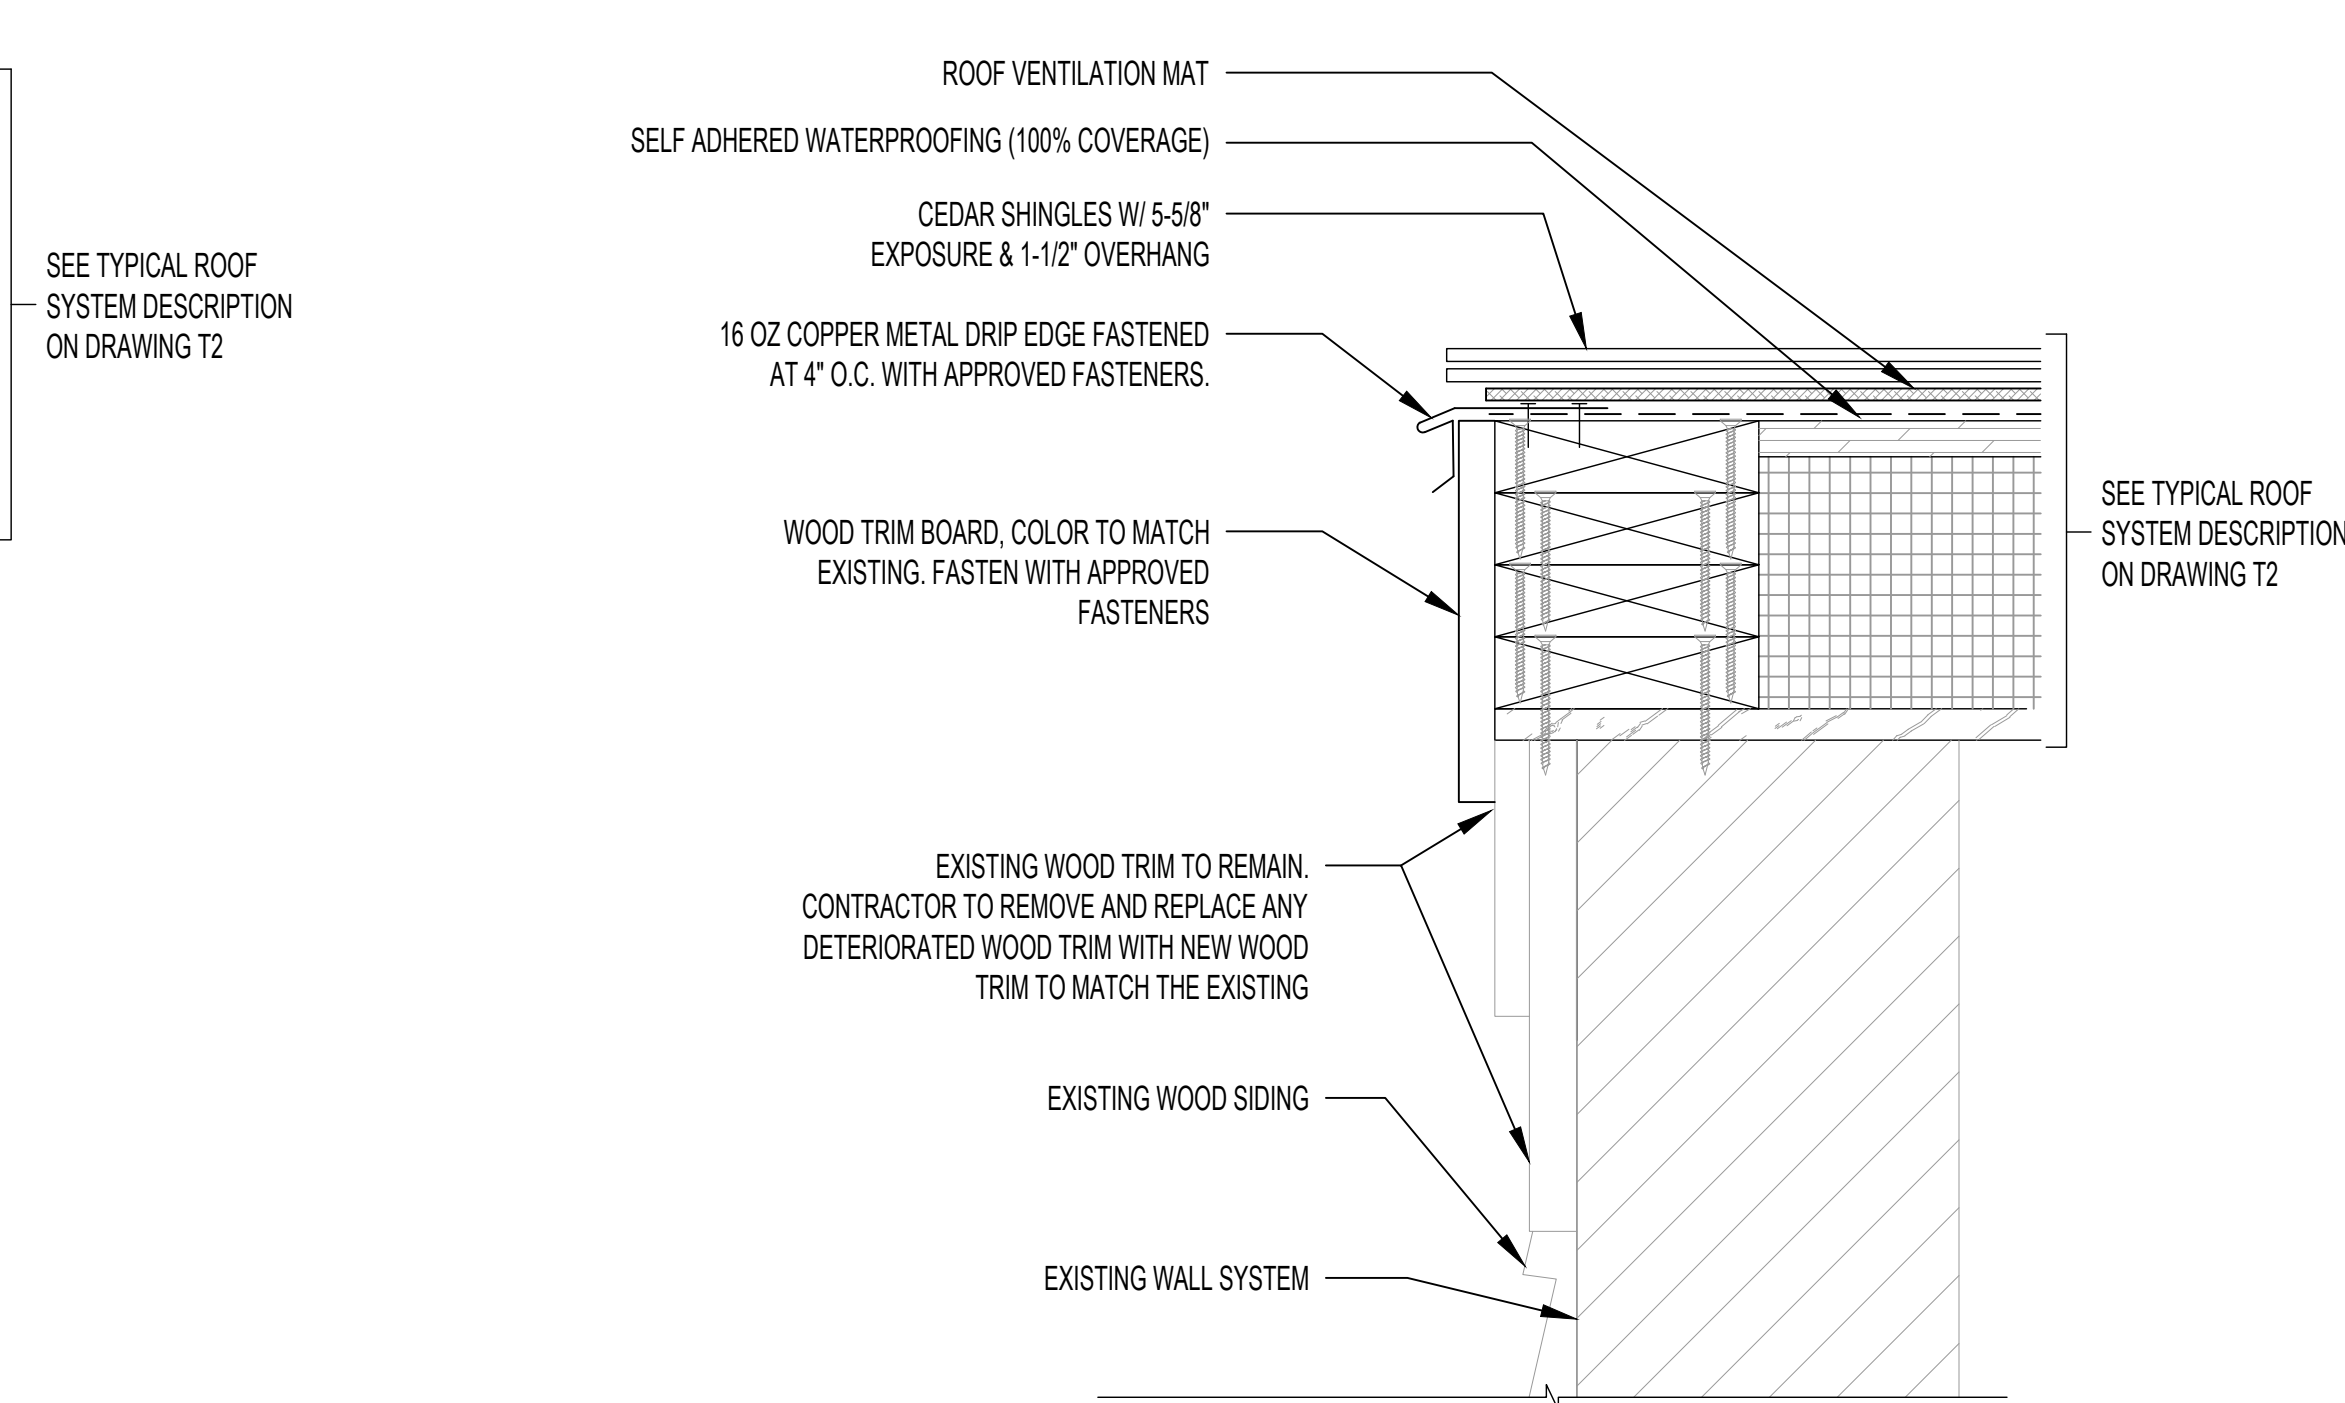 SEE TYPICAL ROOF
SYSTEM DESCRIPTION
ON DRAWING T2
ROOF VENTILATION MAT
SELF ADHERED WATERPROOFING (100% COVERAGE)
CEDAR SHINGLES W/ 5-5/8"
EXPOSURE & 1-1/2" OVERHANG
16 OZ COPPER METAL DRIP EDGE FASTENED
AT 4" O.C. WITH APPROVED FASTENERS.
WOOD TRIM BOARD, COLOR TO MATCH
EXISTING. FASTEN WITH APPROVED
FASTENERS
EXISTING WOOD TRIM TO REMAIN.
CONTRACTOR TO REMOVE AND REPLACE ANY
DETERIORATED WOOD TRIM WITH NEW WOOD
TRIM TO MATCH THE EXISTING
EXISTING WOOD SIDING
EXISTING WALL SYSTEM
SEE TYPICAL ROOF
SYSTEM DESCRIPTION
ON DRAWING T2